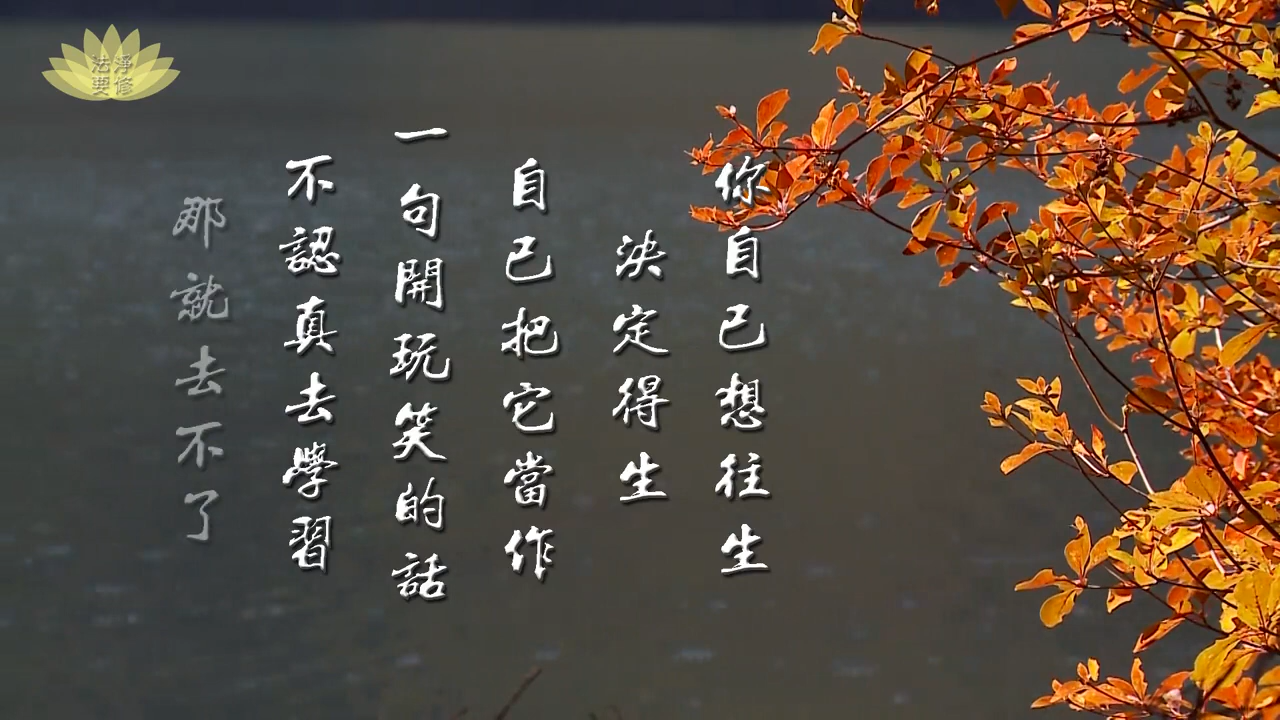 淨修
法要
你自己想往生
決定得生
自己把它當作
一句開玩笑的話
不認真去學習
那就去不了